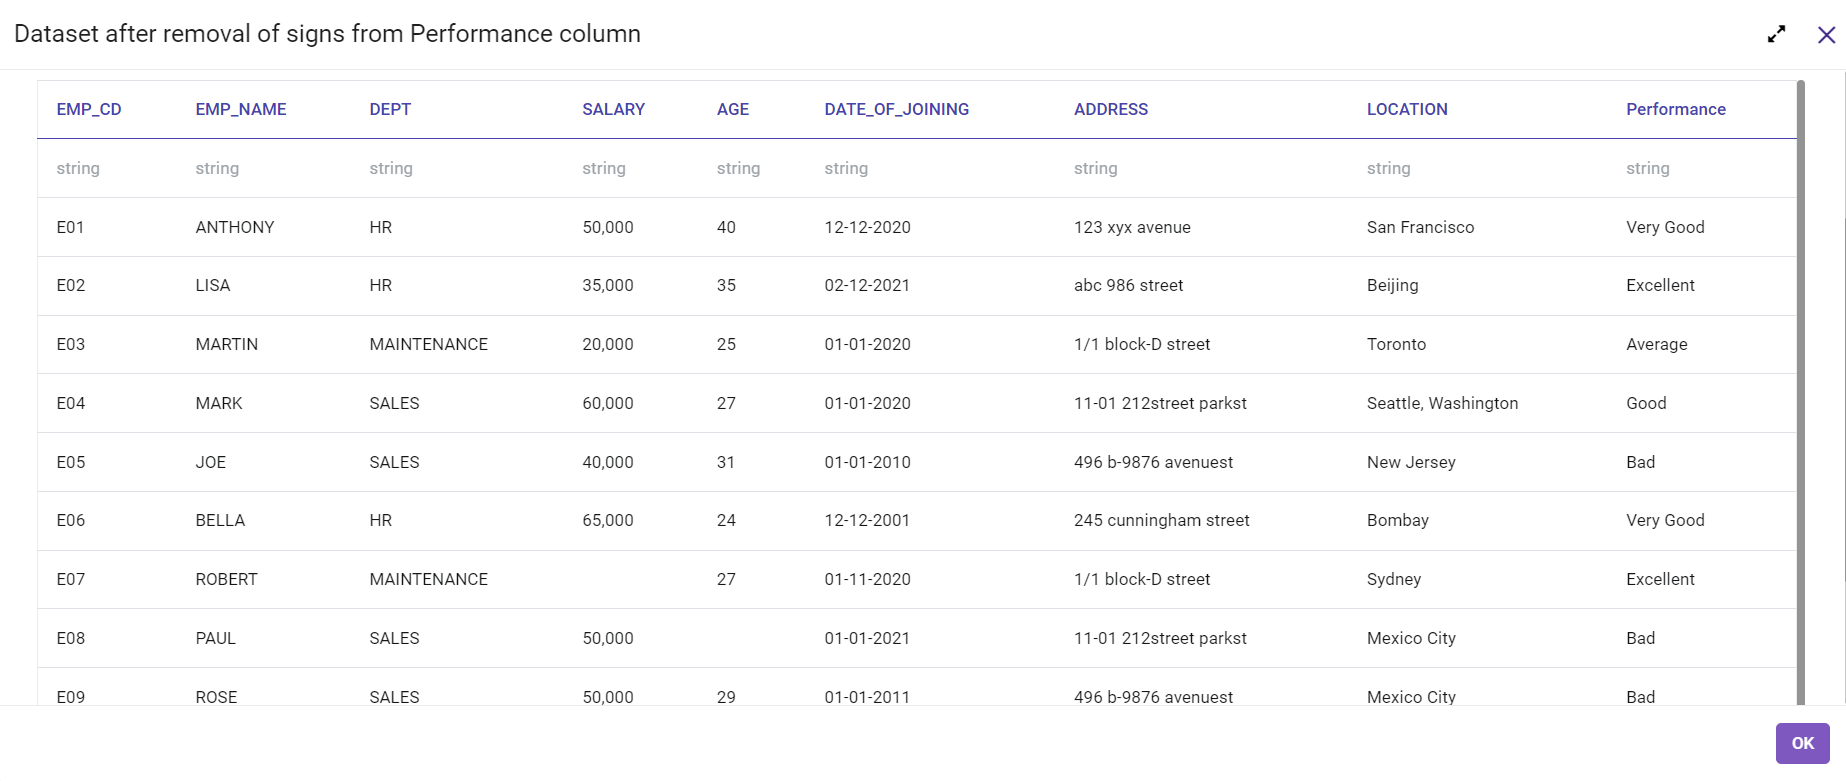 Dataset after removal of signs from Performance column
EMP_CD EMP_NAME DEPT SALARY AGE DATE_OF_JOINING ADDRESS LOCATION Performance
string string string string string string string string string
E01 ANTHONY HR 50,000 40 12-12-2020 123 xyx avenue San Francisco Very Good
E02 LISA HR 35,000 35 02-12-2021 abc 986 street Beijing Excellent
E03 MARTIN MAINTENANCE 20,000 25 01-01-2020 1/1 block-D street Toronto Average
E04 MARK SALES 60,000 27 01-01-2020 11-01 212street parkst Seattle, Washington Good
E05 JOE SALES 40,000 31 01-01-2010 496 b-9876 avenuest New Jersey Bad
E06 BELLA HR 65,000 24 12-12-2001 245 cunningham street Bombay Very Good
E07 ROBERT MAINTENANCE 27 01-11-2020 1/1 block-D street Sydney Excellent
E08 PAUL SALES 50,000 01-01-2021 11-01 212street parkst Mexico City Bad
E09 ROSE SALES 50,000 29 01-01-2011 496 b-9876 avenuest Mexico City Bad
OK